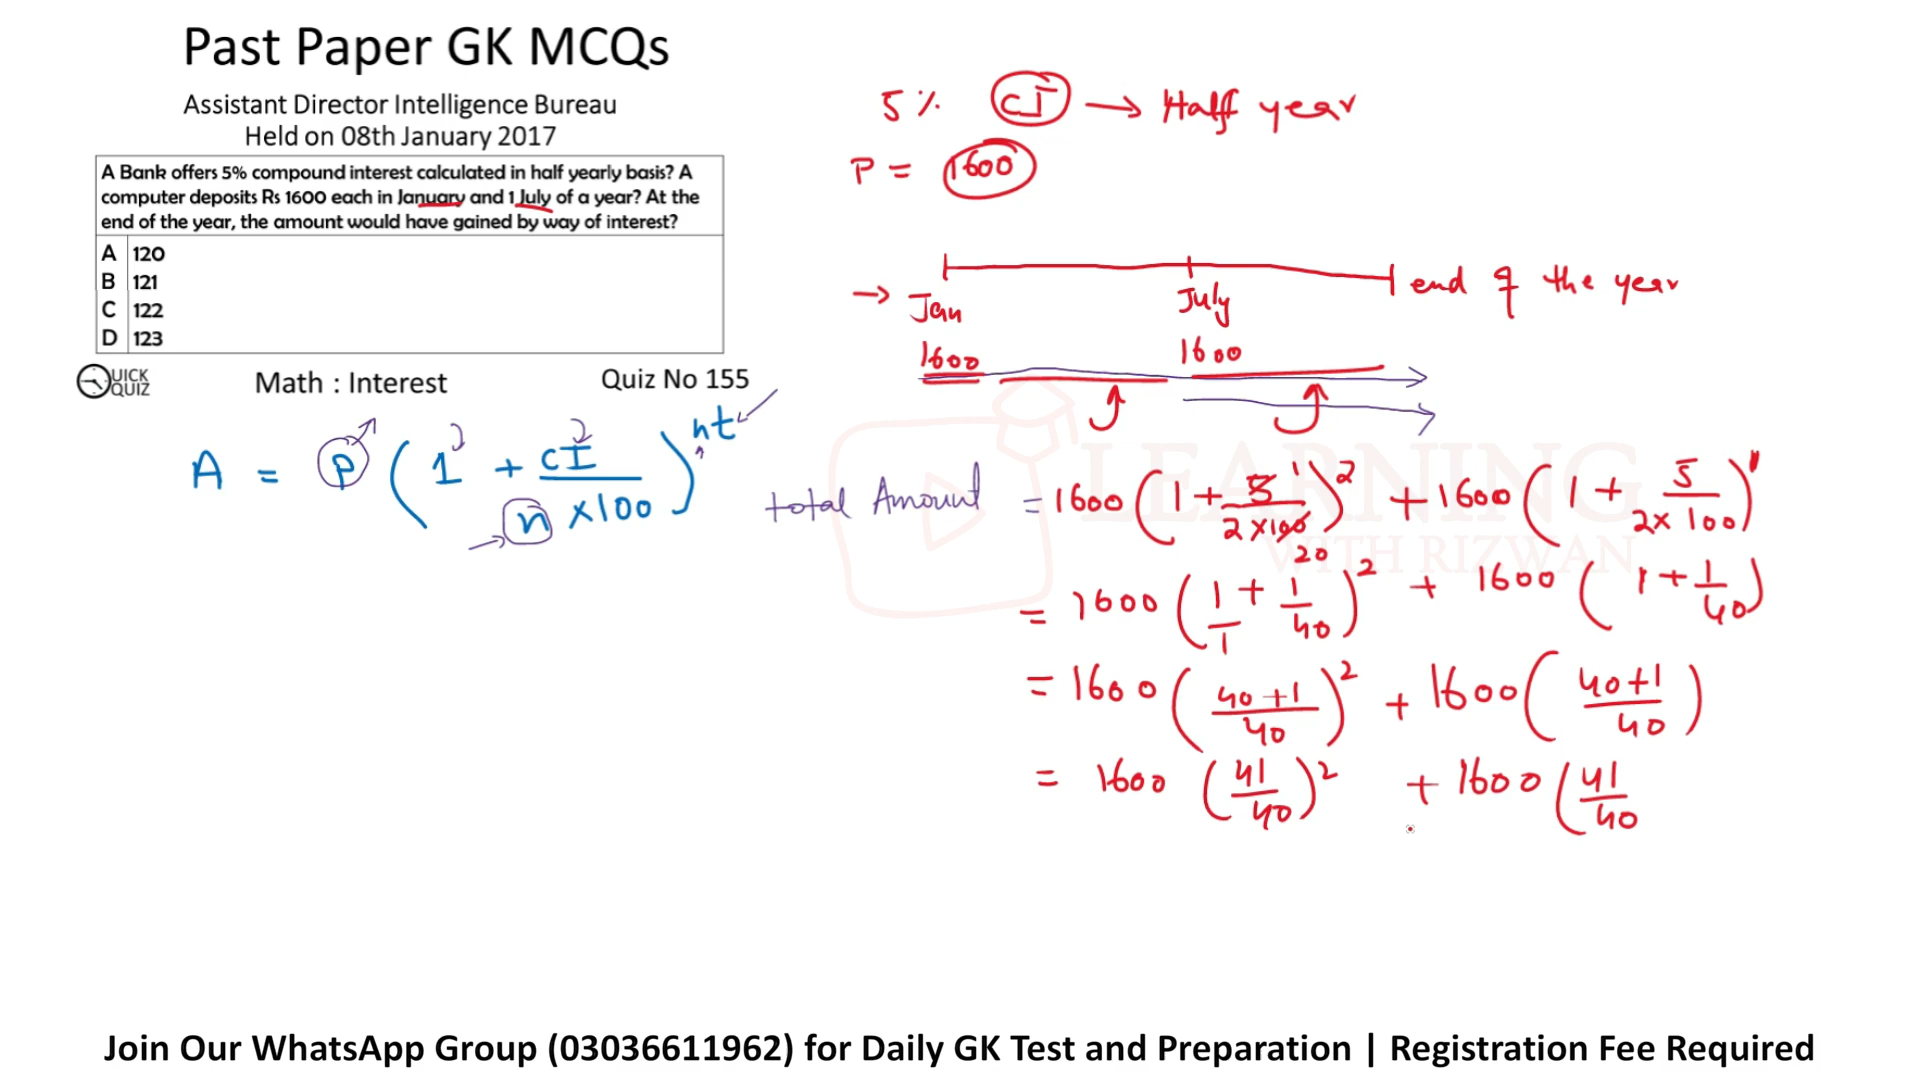 Past Paper GK MCQs
Assistant Director Intelligence Bureau
Held on 08th January 2017
A Bank offers 5% compound interest calculated in half yearly basis? A
computer deposits Rs 1600 each in January and 1 July of a year? At the
end of the year, the amount would have gained by way of interest?
A 120
B 121
C 122
D 123
QUICK
QUIZ
Math : Interest
Quiz No 155
A = P ( 1 + CI / n × 100 )^nt
5 % CI → Half year
P = 1600
→ Jan July end of the year
1600 1600
total Amount = 1600 ( 1 + 5 / 2 × 100 )^2 + 1600 ( 1 + 5 / 2 × 100 )^1
1
20
= 1600 ( 1/1 + 1/40 )^2 + 1600 ( 1 + 1/40 )
= 1600 ( 40+1 / 40 )^2 + 1600 ( 40+1 / 40 )
= 1600 ( 41/40 )^2 + 1600 ( 41/40
LEARNING
WITH RIZWAN
Join Our WhatsApp Group (03036611962) for Daily GK Test and Preparation | Registration Fee Required